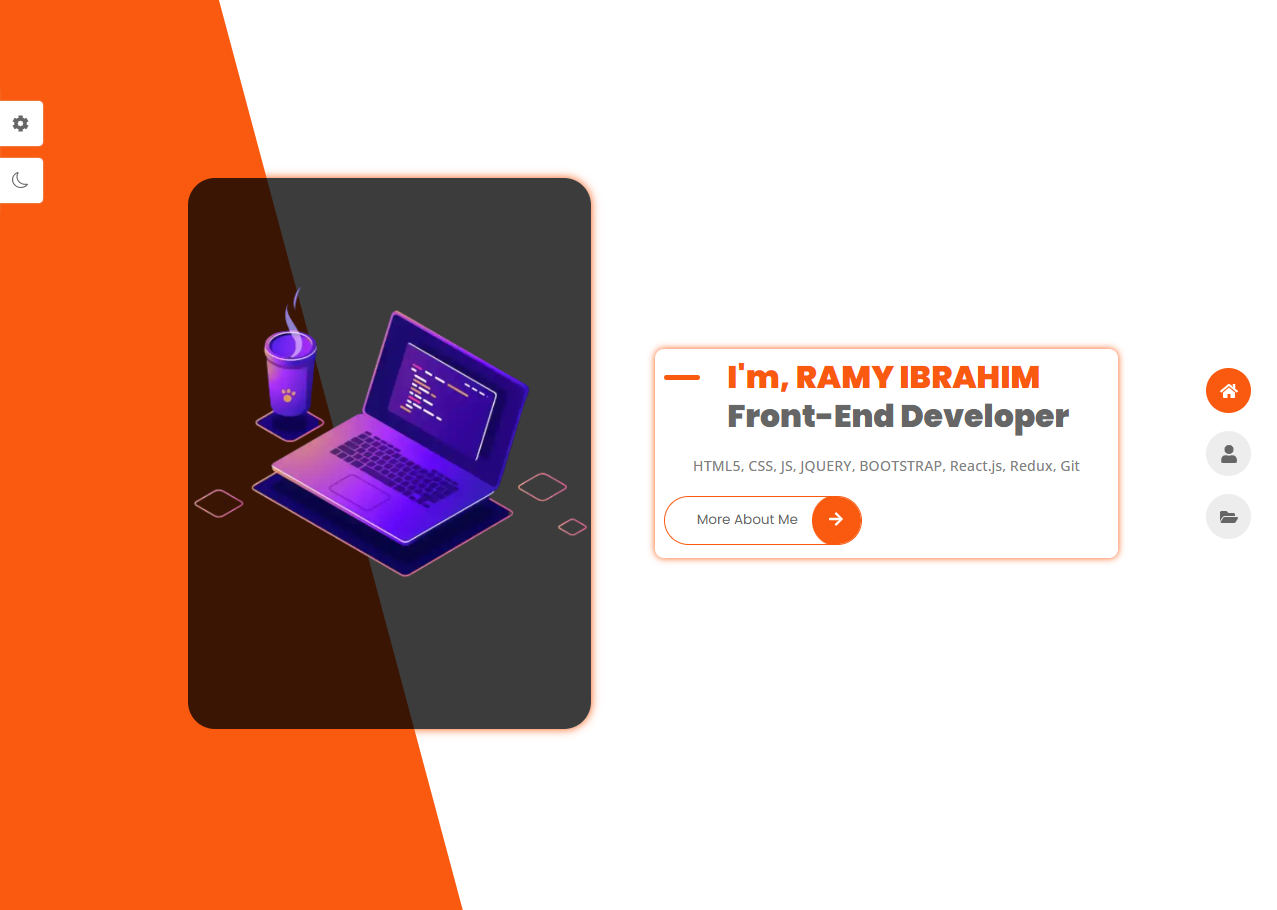 I'm, RAMY IBRAHIM
Front-End Developer
HTML5, CSS, JS, JQUERY, BOOTSTRAP, React.js, Redux, Git
More About Me